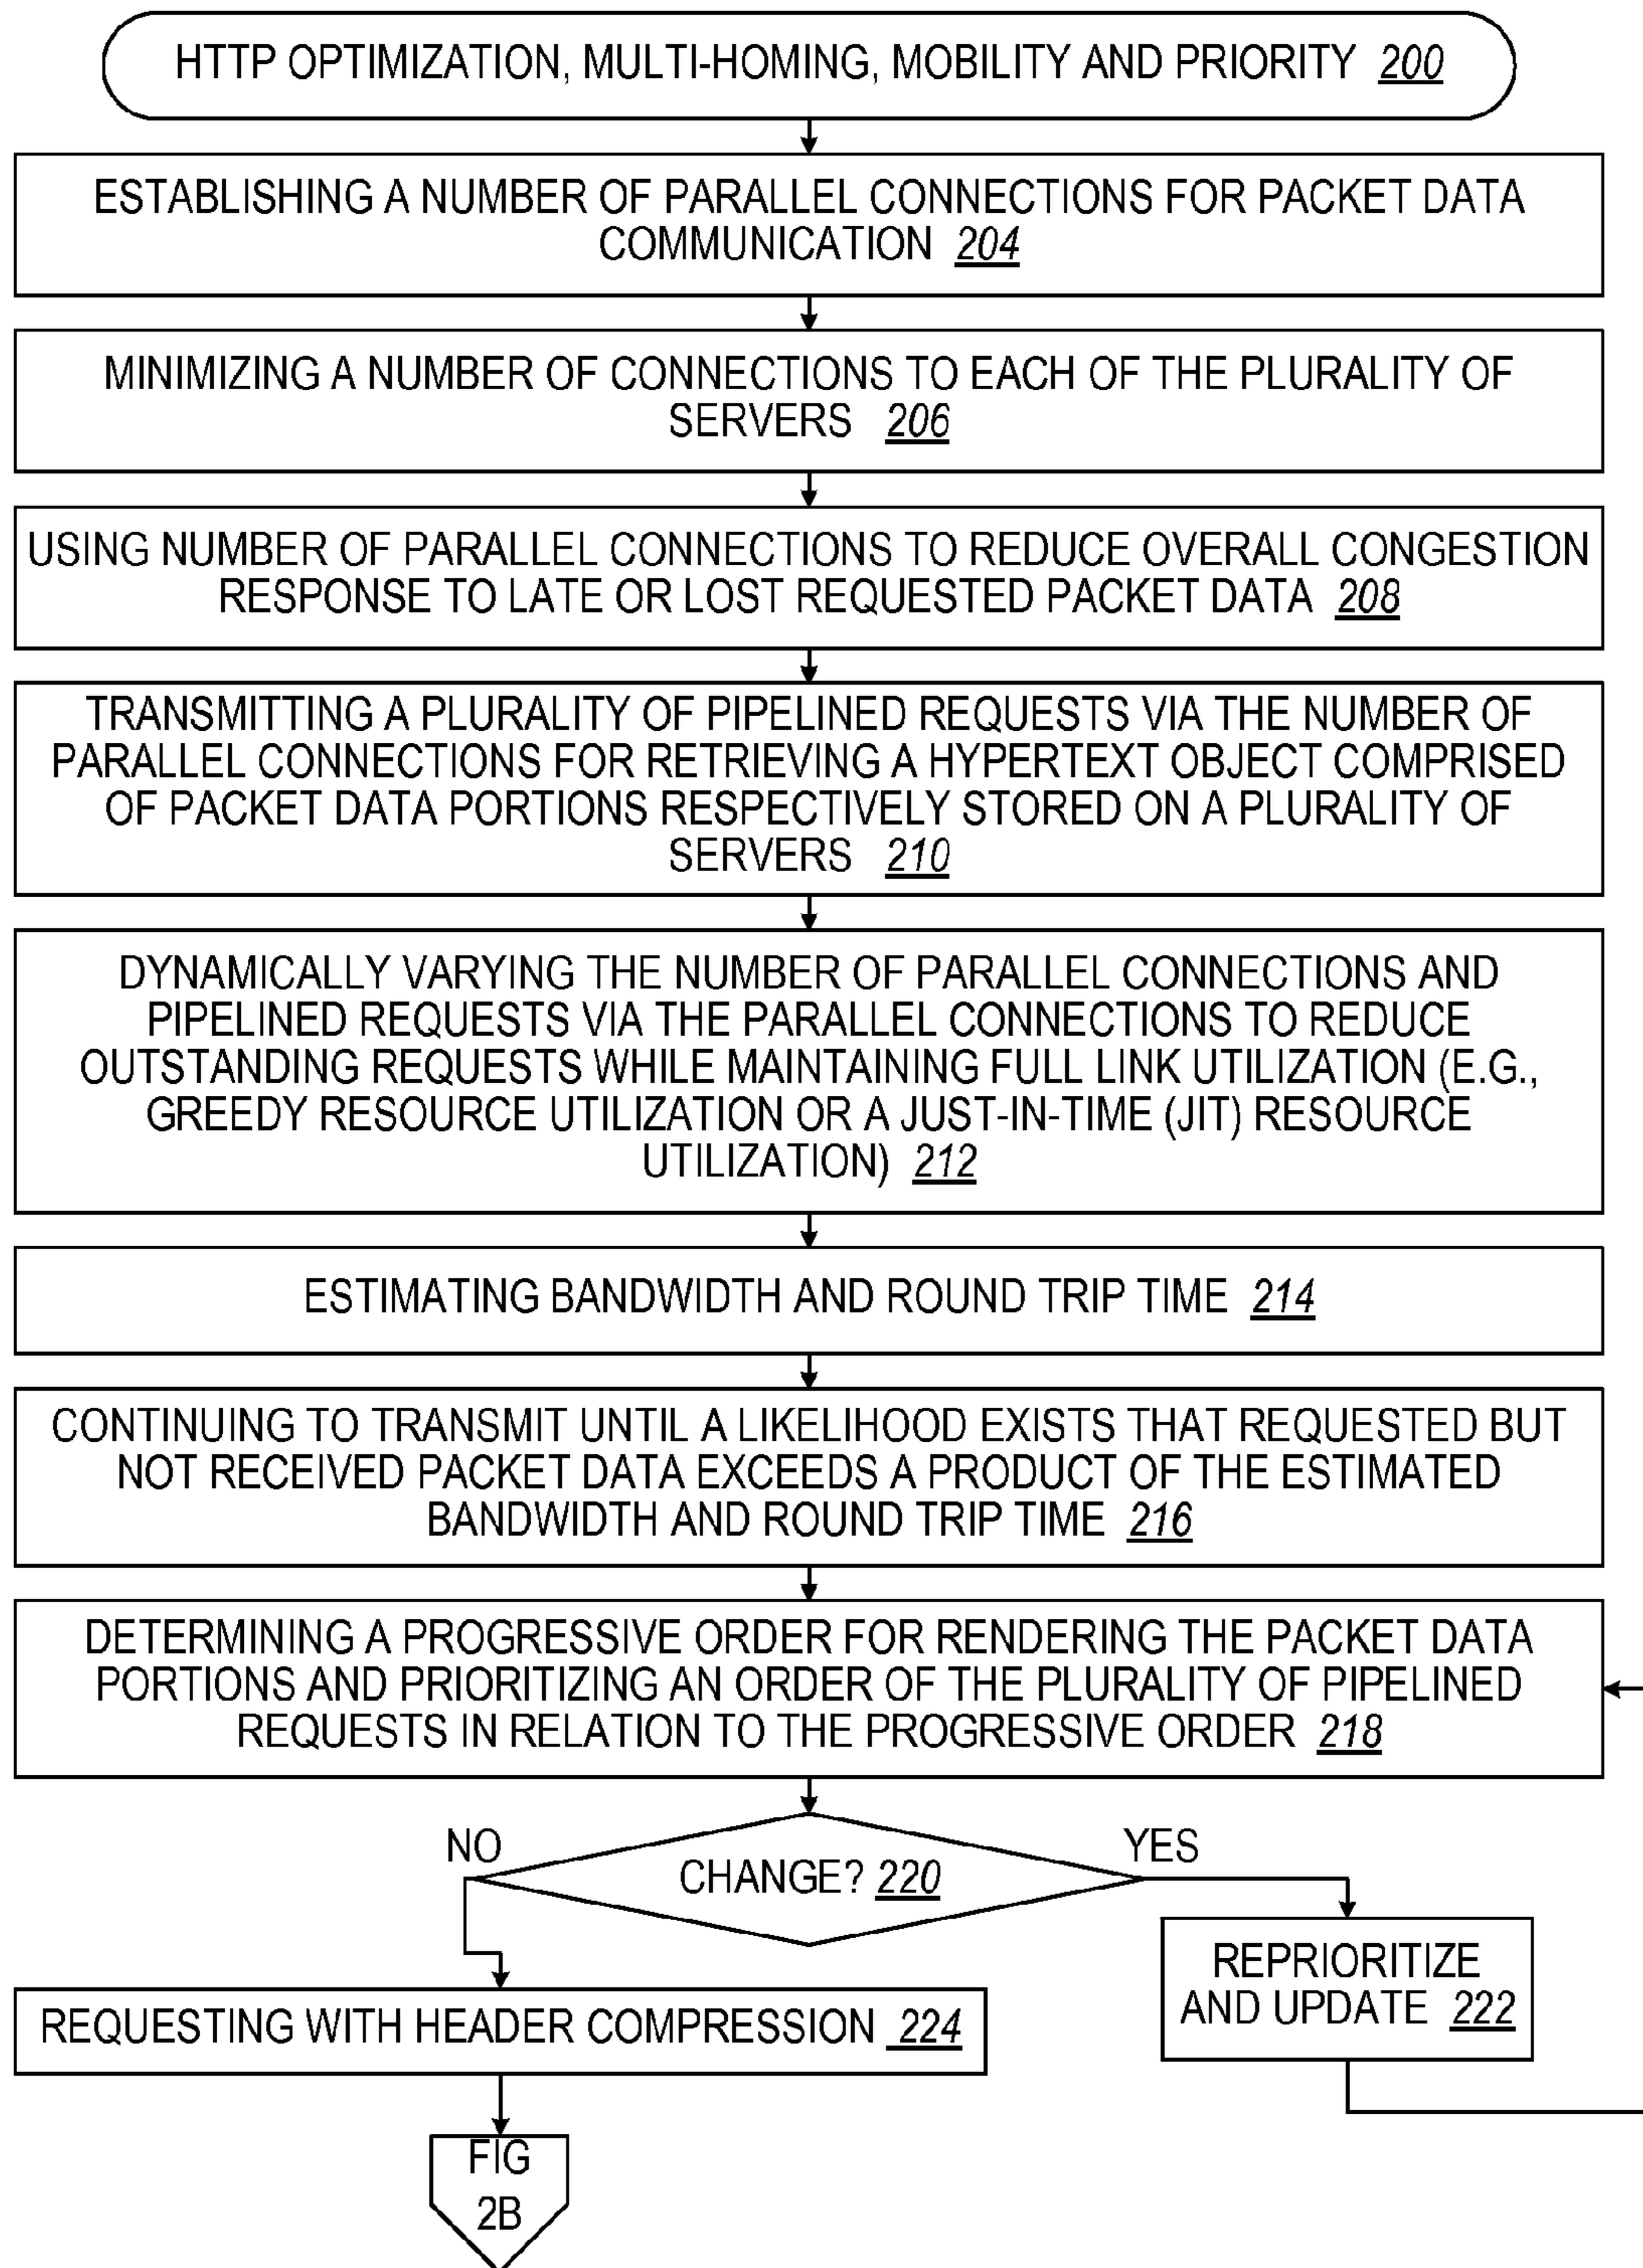 HTTP OPTIMIZATION, MULTI-HOMING, MOBILITY AND PRIORITY 200
ESTABLISHING A NUMBER OF PARALLEL CONNECTIONS FOR PACKET DATA
COMMUNICATION 204
MINIMIZING A NUMBER OF CONNECTIONS TO EACH OF THE PLURALITY OF
SERVERS 206
USING NUMBER OF PARALLEL CONNECTIONS TO REDUCE OVERALL CONGESTION
RESPONSE TO LATE OR LOST REQUESTED PACKET DATA 208
TRANSMITTING A PLURALITY OF PIPELINED REQUESTS VIA THE NUMBER OF
PARALLEL CONNECTIONS FOR RETRIEVING A HYPERTEXT OBJECT COMPRISED
OF PACKET DATA PORTIONS RESPECTIVELY STORED ON A PLURALITY OF
SERVERS 210
DYNAMICALLY VARYING THE NUMBER OF PARALLEL CONNECTIONS AND
PIPELINED REQUESTS VIA THE PARALLEL CONNECTIONS TO REDUCE
OUTSTANDING REQUESTS WHILE MAINTAINING FULL LINK UTILIZATION (E.G.,
GREEDY RESOURCE UTILIZATION OR A JUST-IN-TIME (JIT) RESOURCE
UTILIZATION) 212
ESTIMATING BANDWIDTH AND ROUND TRIP TIME 214
CONTINUING TO TRANSMIT UNTIL A LIKELIHOOD EXISTS THAT REQUESTED BUT
NOT RECEIVED PACKET DATA EXCEEDS A PRODUCT OF THE ESTIMATED
BANDWIDTH AND ROUND TRIP TIME 216
DETERMINING A PROGRESSIVE ORDER FOR RENDERING THE PACKET DATA
PORTIONS AND PRIORITIZING AN ORDER OF THE PLURALITY OF PIPELINED
REQUESTS IN RELATION TO THE PROGRESSIVE ORDER 218
NO
YES
CHANGE? 220
REPRIORITIZE
AND UPDATE 222
REQUESTING WITH HEADER COMPRESSION 224
FIG
2B